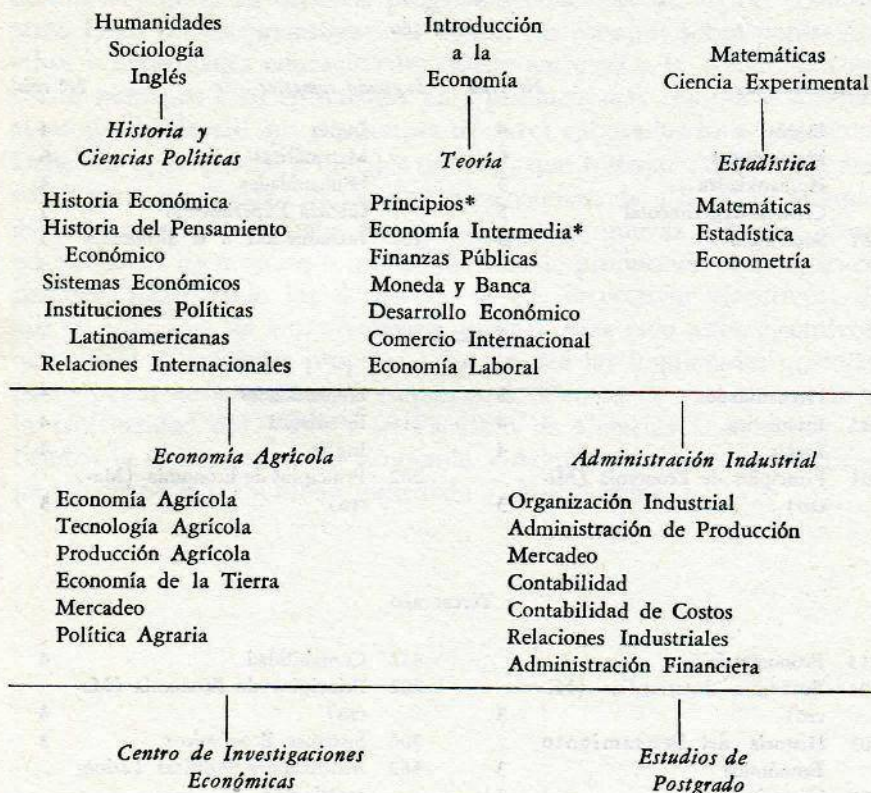 Humanidades
Sociología
Inglés
Introducción
a la
Economía
Matemáticas
Ciencia Experimental
Historia y
Ciencias Políticas
Teoría
Estadística
Historia Económica
Historia del Pensamiento
Económico
Sistemas Económicos
Instituciones Políticas
Latinoamericanas
Relaciones Internacionales
Principios*
Economía Intermedia*
Finanzas Públicas
Moneda y Banca
Desarrollo Económico
Comercio Internacional
Economía Laboral
Matemáticas
Estadística
Econometría
Economía Agrícola
Economía Agrícola
Tecnología Agrícola
Producción Agrícola
Economía de la Tierra
Mercadeo
Política Agraria
Administración Industrial
Organización Industrial
Administración de Producción
Mercadeo
Contabilidad
Contabilidad de Costos
Relaciones Industriales
Administración Financiera
Centro de Investigaciones
Económicas
Estudios de
Postgrado